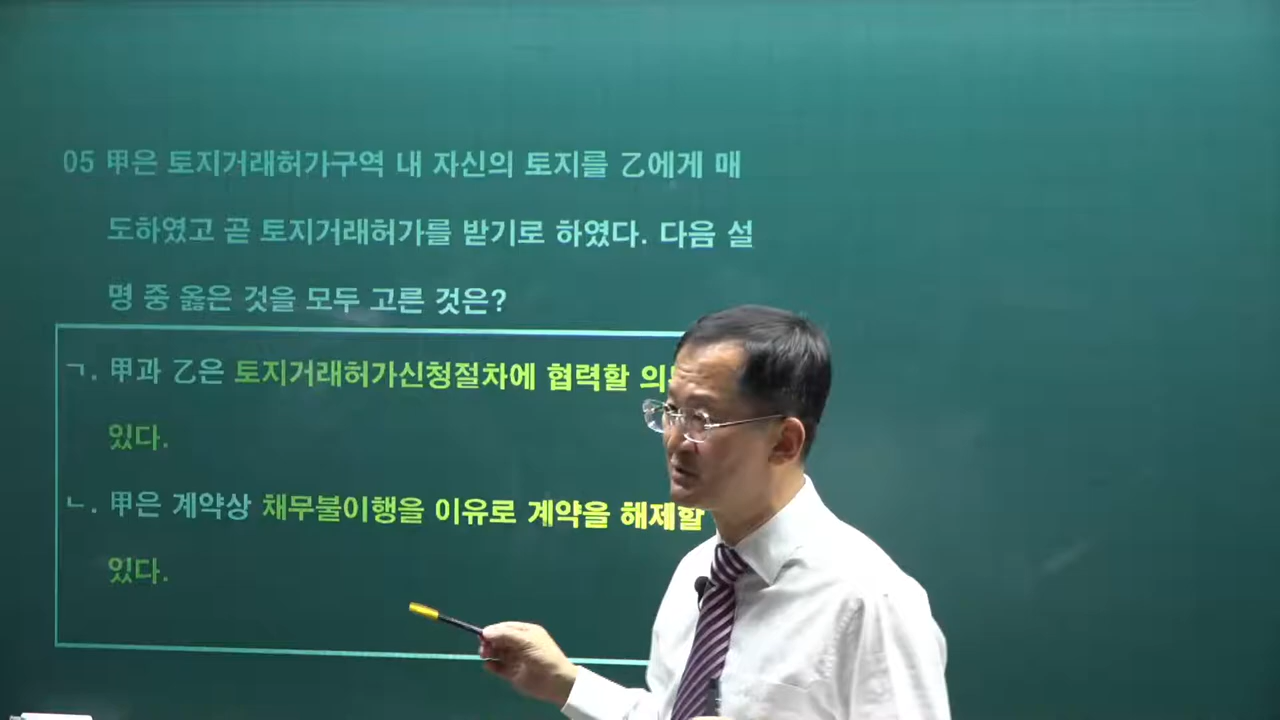 05 甲은 토지거래허가구역 내 자신의 토지를 乙에게 매
도하였고 곧 토지거래허가를 받기로 하였다. 다음 설
명 중 옳은 것을 모두 고른 것은?
ㄱ. 甲과 乙은 토지거래허가신청절차에 협력할
있다.
ㄴ. 甲은 계약상 채무불이행을 이유로 계약을 해제할
있다.